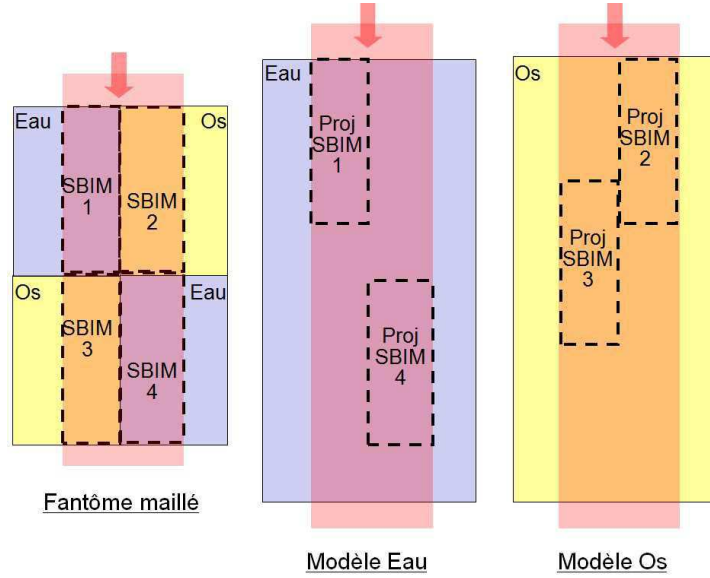 Eau
Os
SBIM
1
SBIM
2
Os
Eau
SBIM
3
SBIM
4
Fantôme maillé
Eau
Proj
SBIM
1
Proj
SBIM
4
Modèle Eau
Os
Proj
SBIM
2
Proj
SBIM
3
Modèle Os